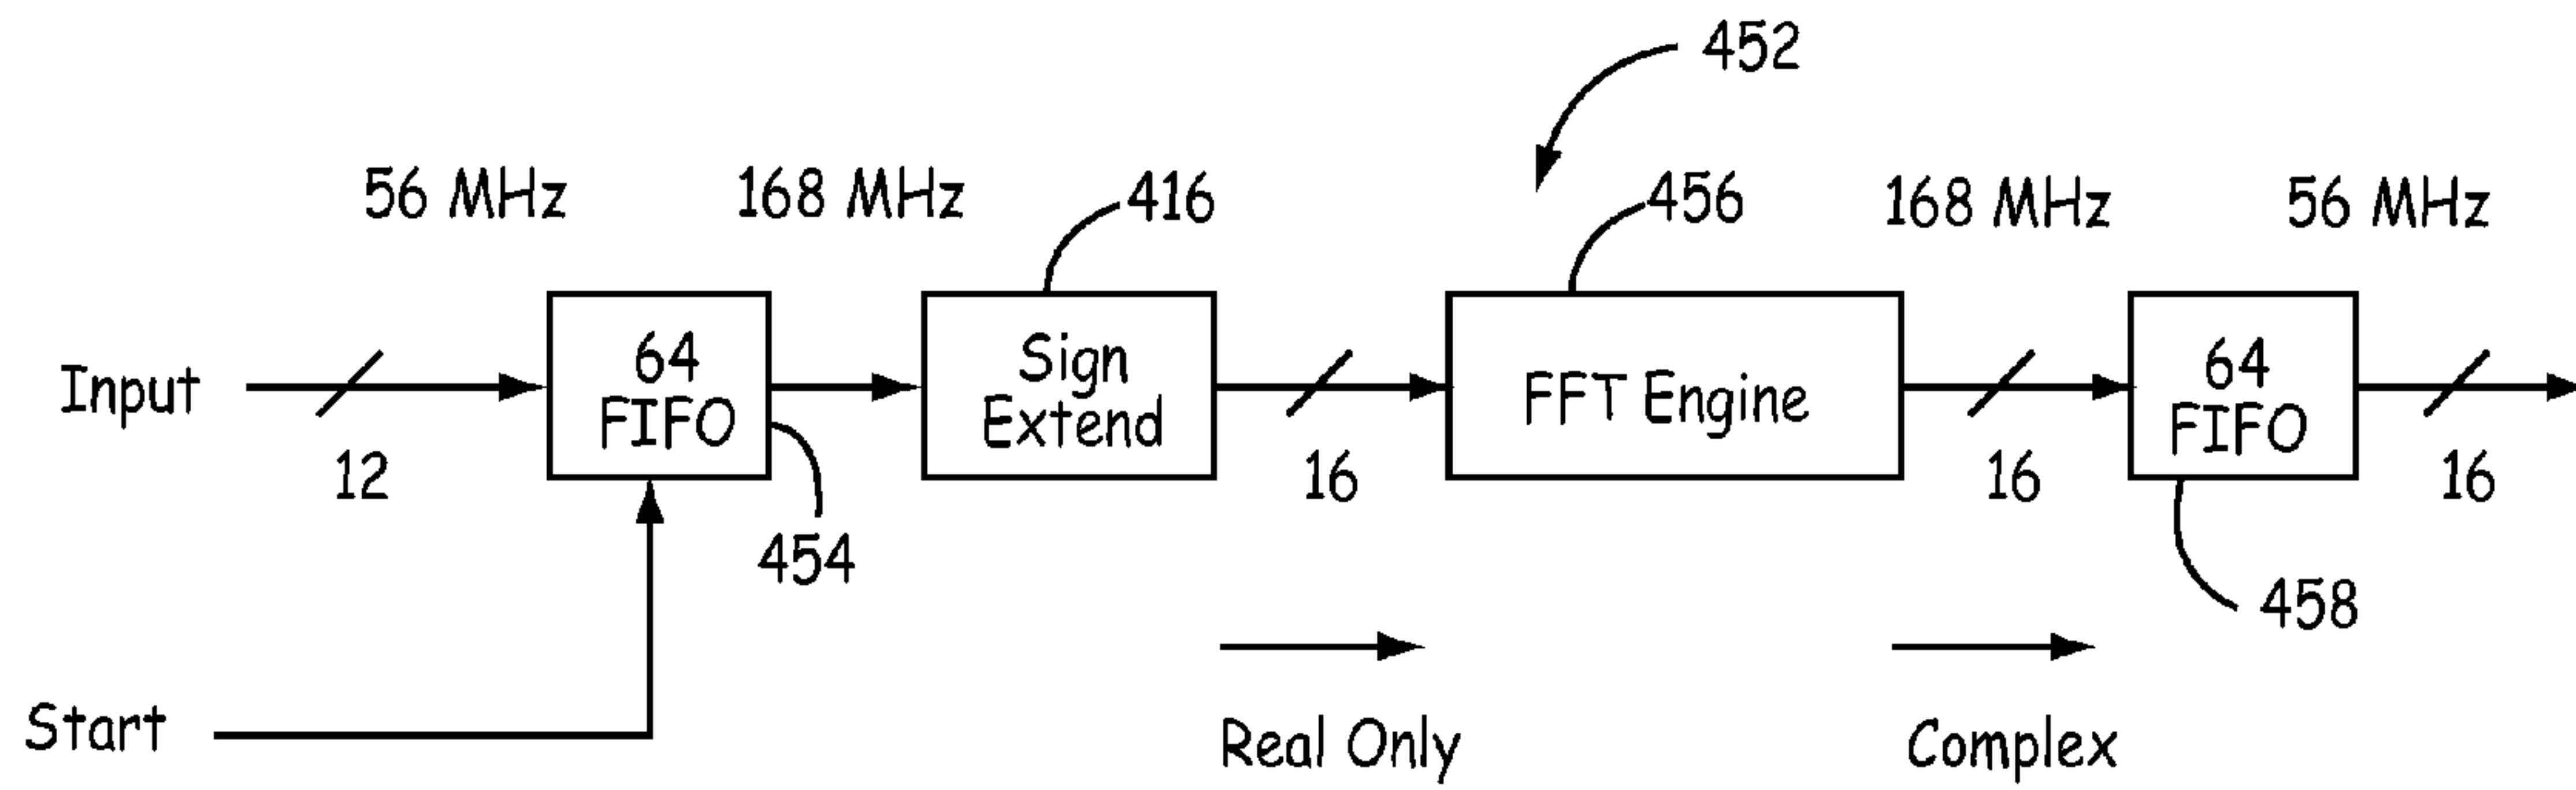 452
56 MHz
168 MHz
416
456
168 MHz
56 MHz
Input
12
64
FIFO
454
Sign
Extend
16
FFT Engine
16
64
FIFO
16
458
Start
Real Only
Complex